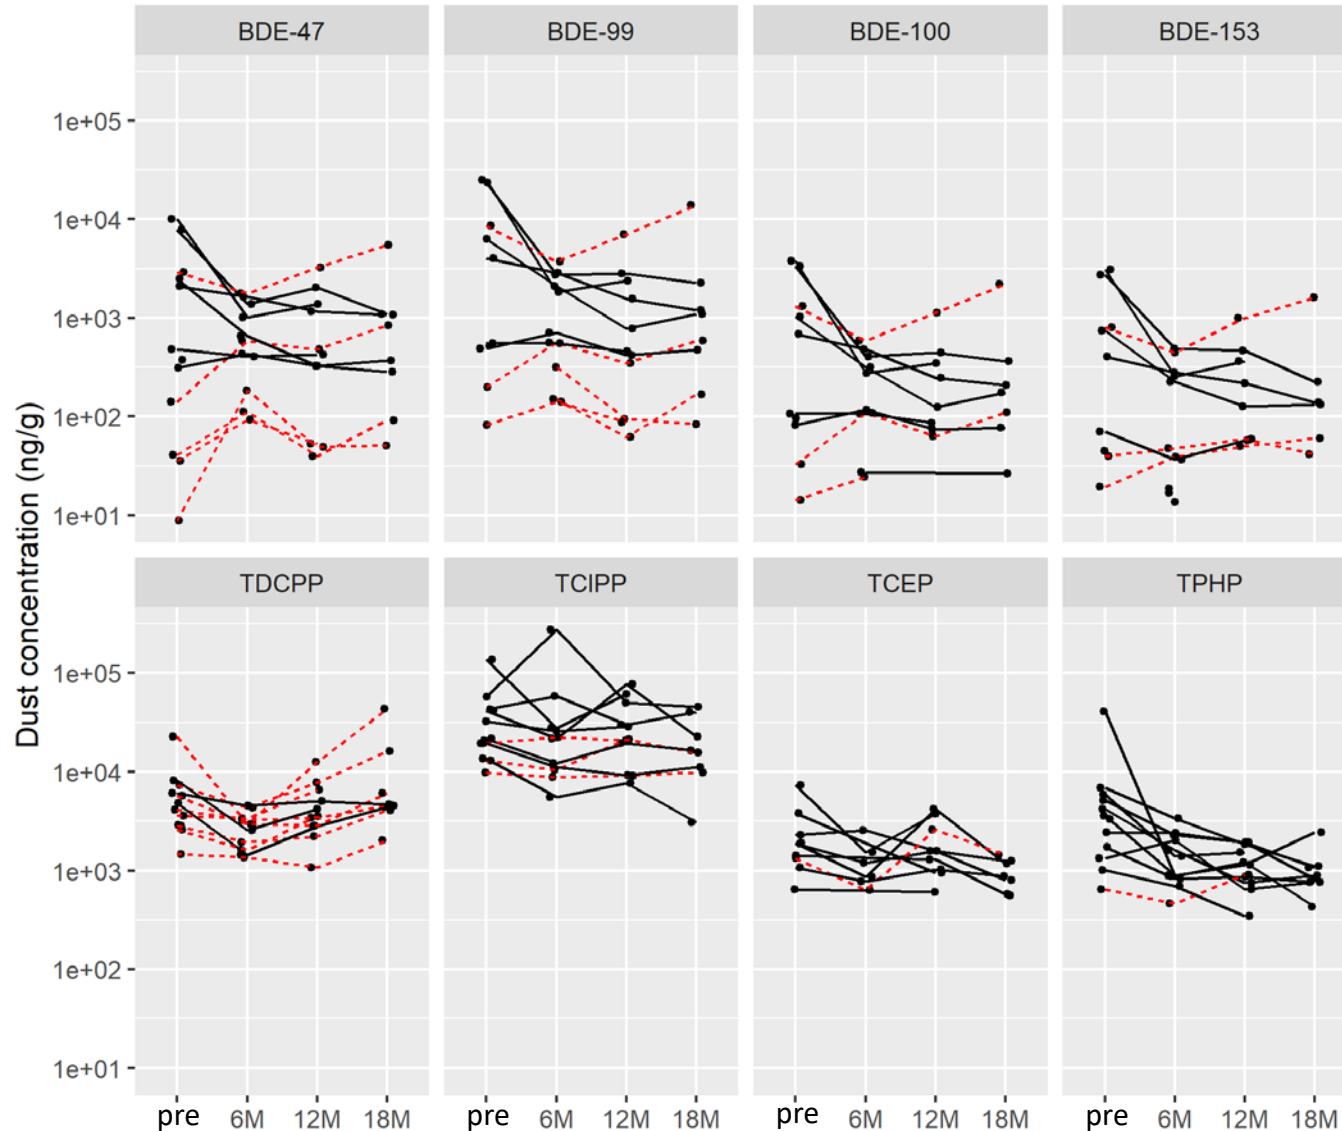 BDE-47 BDE-99 BDE-100 BDE-153
1e+05
1e+04
1e+03
1e+02
1e+01
Dust concentration (ng/g)
TDCPP TCIPP TCEP TPHP
1e+05
1e+04
1e+03
1e+02
1e+01
pre 6M 12M 18M pre 6M 12M 18M pre 6M 12M 18M pre 6M 12M 18M